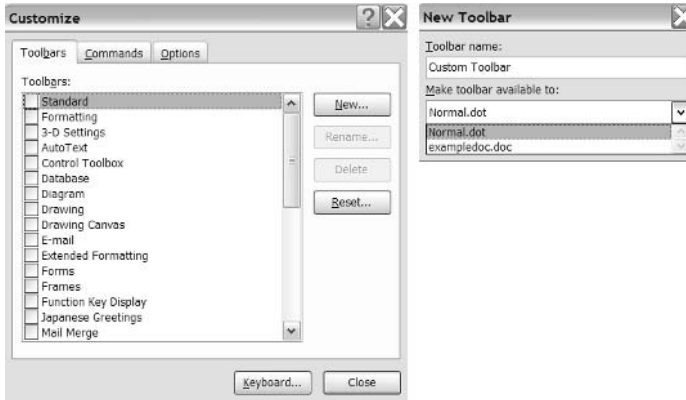 Customize
Toolbars Commands Options
Toolbars:
Standard
Formatting
3-D Settings
AutoText
Control Toolbox
Database
Diagram
Drawing
Drawing Canvas
E-mail
Extended Formatting
Forms
Frames
Function Key Display
Japanese Greetings
Mail Merge
New...
Rename...
Delete
Reset...
Keyboard...
Close
New Toolbar
Toolbar name:
Custom Toolbar
Make toolbar available to:
Normal.dot
Normal.dot
exampledoc.doc